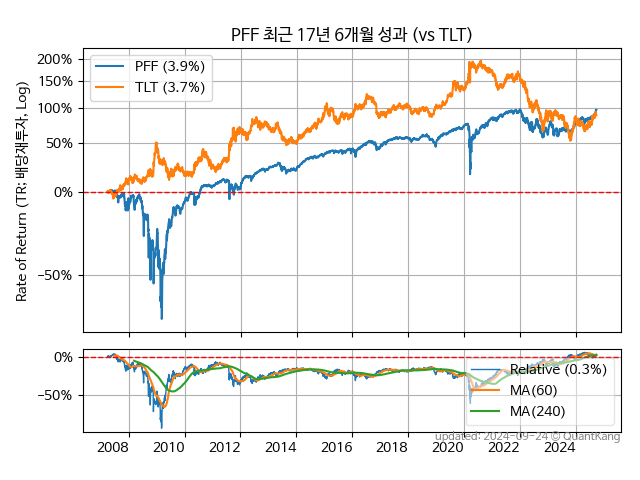 PFF 최근 17년 6개월 성과 (vs TLT)
Rate of Return (TR: 배당재투자, Log)
200%
150%
100%
50%
0%
−50%
PFF (3.9%)
TLT (3.7%)
0%
−50%
Relative (0.3%)
MA(60)
MA(240)
updated: 2024-09-24 © QuantKang
2008 2010 2012 2014 2016 2018 2020 2022 2024